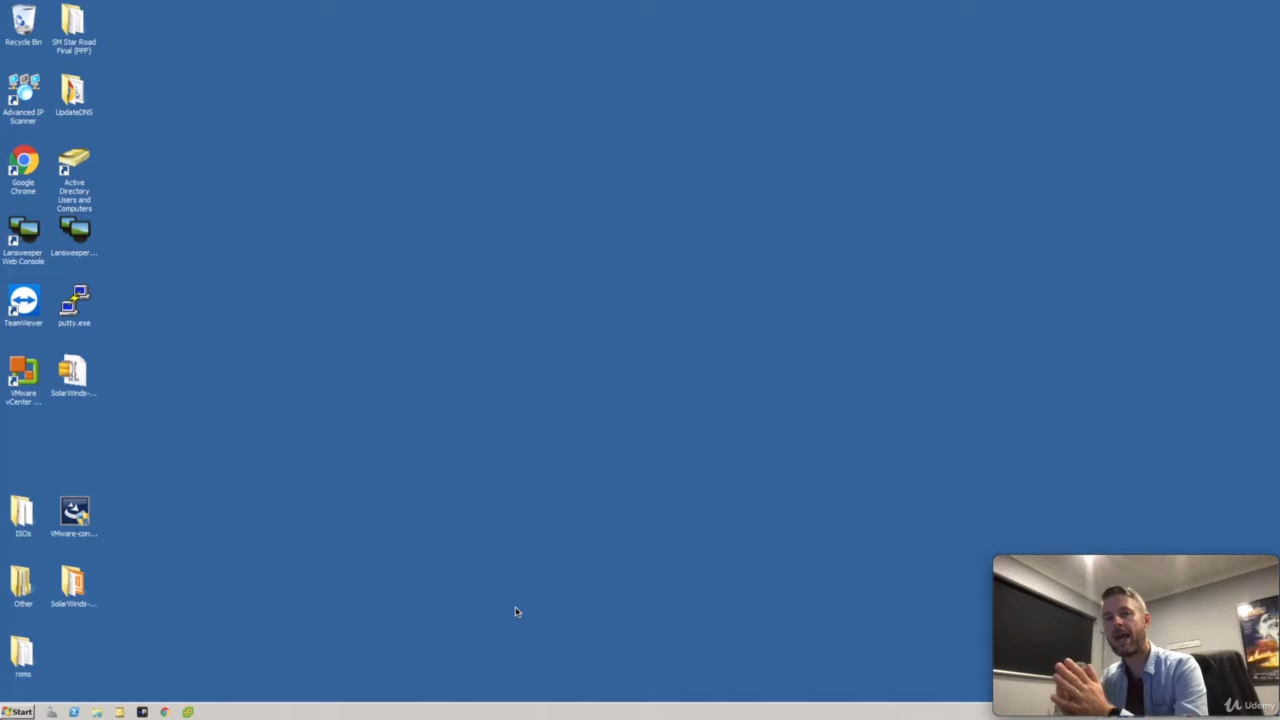 Recycle Bin
SM Star Road
Final (PPF)
Advanced IP
Scanner
UpdateDNS
Google
Chrome
Active
Directory
Users and
Computers
Lansweeper
Web Console
Lansweeper...
TeamViewer
putty.exe
VMware
vCenter ...
SolarWinds-...
ISOs
VMware-con...
Other
SolarWinds-...
roms
Start
Udemy